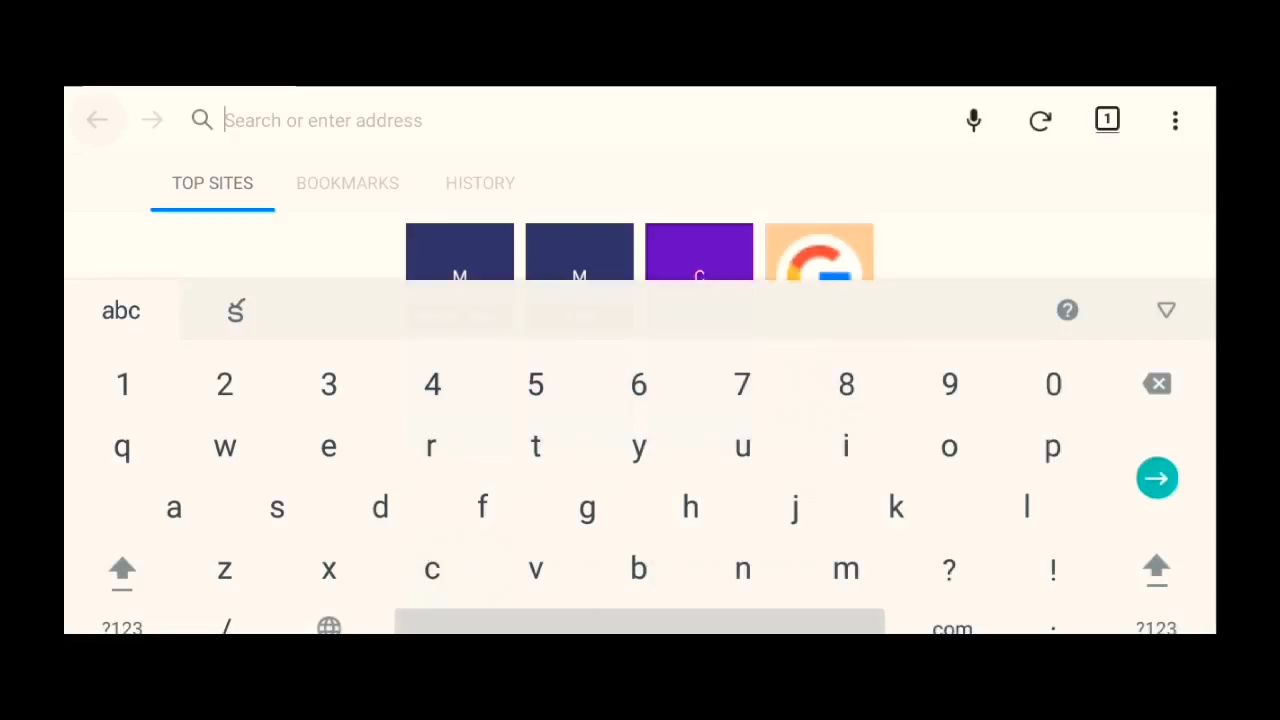 Search or enter address
1
TOP SITES BOOKMARKS HISTORY
M M C G
abc క ?
1 2 3 4 5 6 7 8 9 0
q w e r t y u i o p
a s d f g h j k l
z x c v b n m ? !
?123 / com . ?123